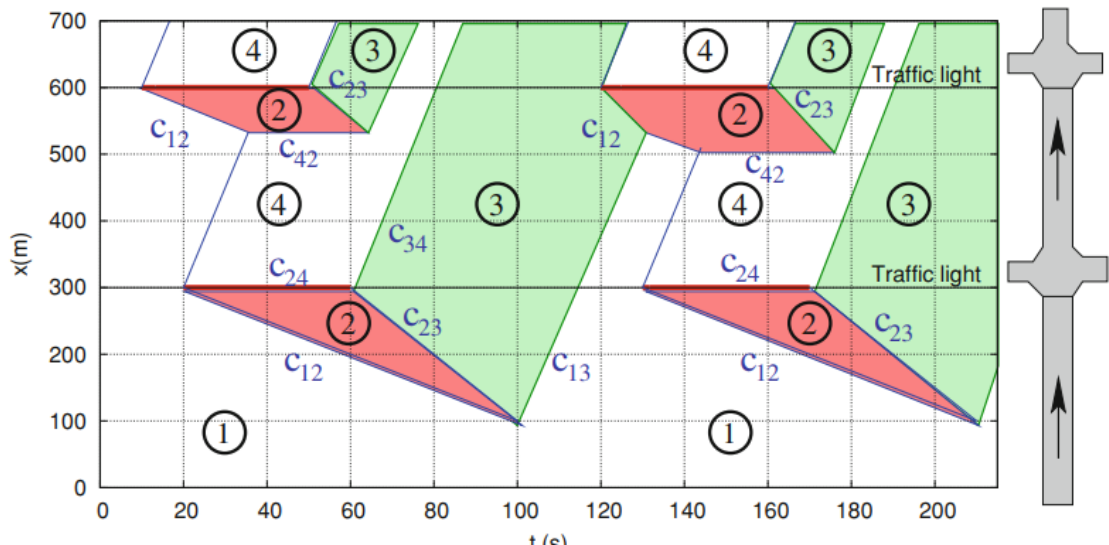 700
600
500
400
300
200
100
0
x(m)
0 20 40 60 80 100 120 140 160 180 200
t (s)
4 3 4 3
Traffic light
c23
2 2
c23
c12 c12
c42 c42
4 3 4 3
c34
c24 c24
Traffic light
2 c23 2 c23
c12 c13 c12
1 1